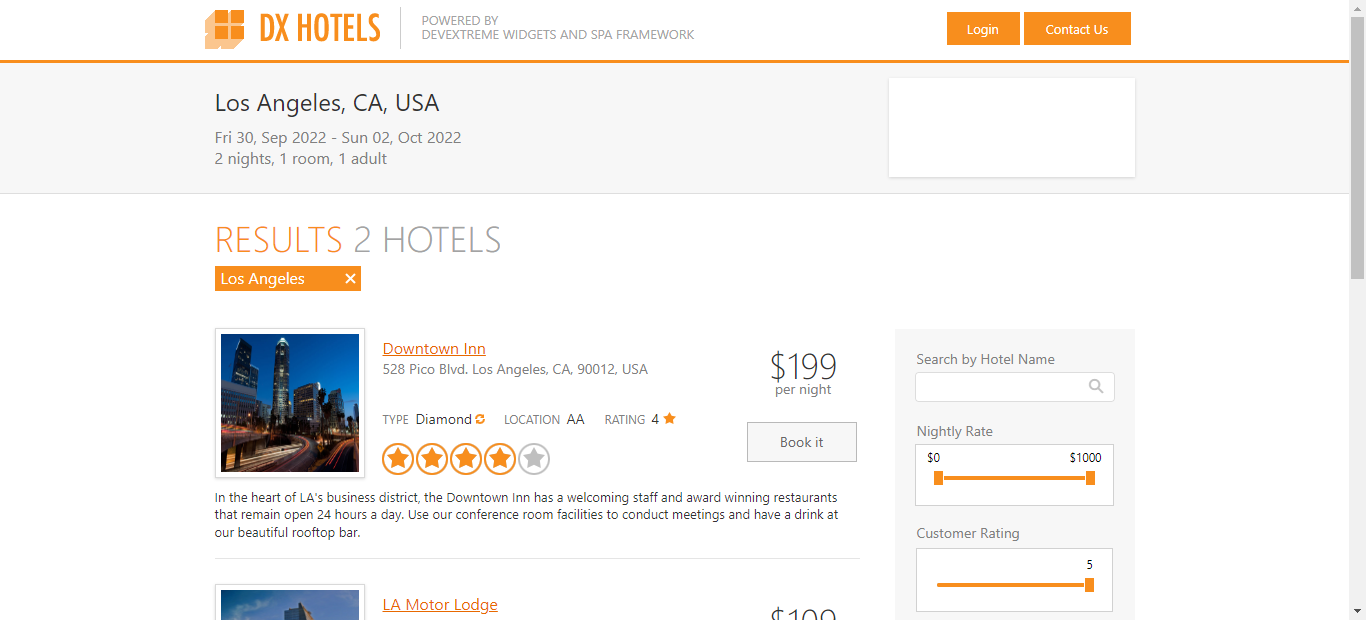 DX HOTELS
POWERED BY
DEVEXTREME WIDGETS AND SPA FRAMEWORK
Login
Contact Us
Los Angeles, CA, USA
Fri 30, Sep 2022 - Sun 02, Oct 2022
2 nights, 1 room, 1 adult
RESULTS 2 HOTELS
Los Angeles ×
Downtown Inn
528 Pico Blvd. Los Angeles, CA, 90012, USA
TYPE Diamond LOCATION AA RATING 4
$199
per night
Book it
In the heart of LA's business district, the Downtown Inn has a welcoming staff and award winning restaurants
that remain open 24 hours a day. Use our conference room facilities to conduct meetings and have a drink at
our beautiful rooftop bar.
LA Motor Lodge
Search by Hotel Name
Nightly Rate
$0 $1000
Customer Rating
5